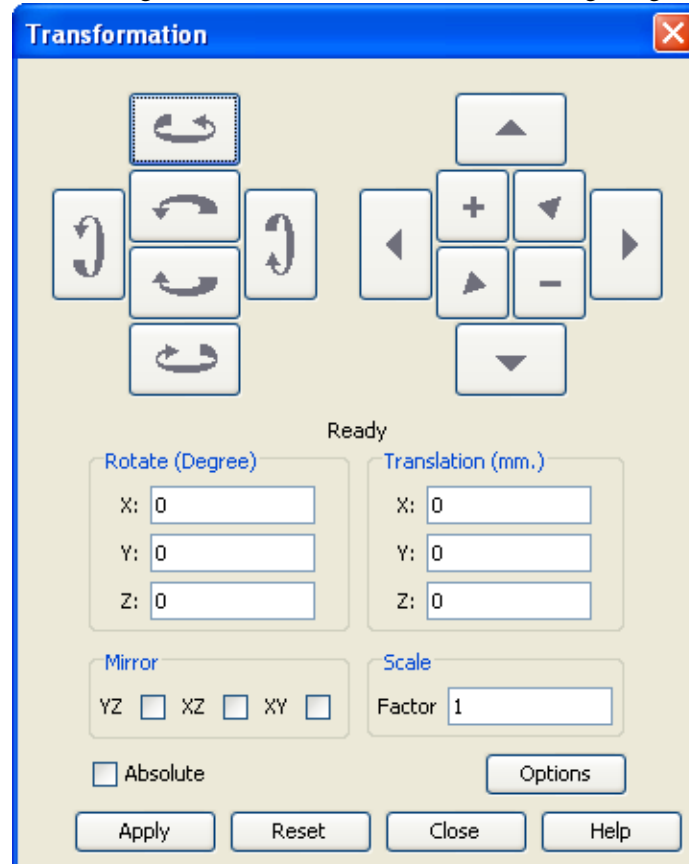 Transformation
Ready
Rotate (Degree)
X: 0
Y: 0
Z: 0
Translation (mm.)
X: 0
Y: 0
Z: 0
Mirror
YZ XZ XY
Scale
Factor 1
Absolute
Options
Apply Reset Close Help